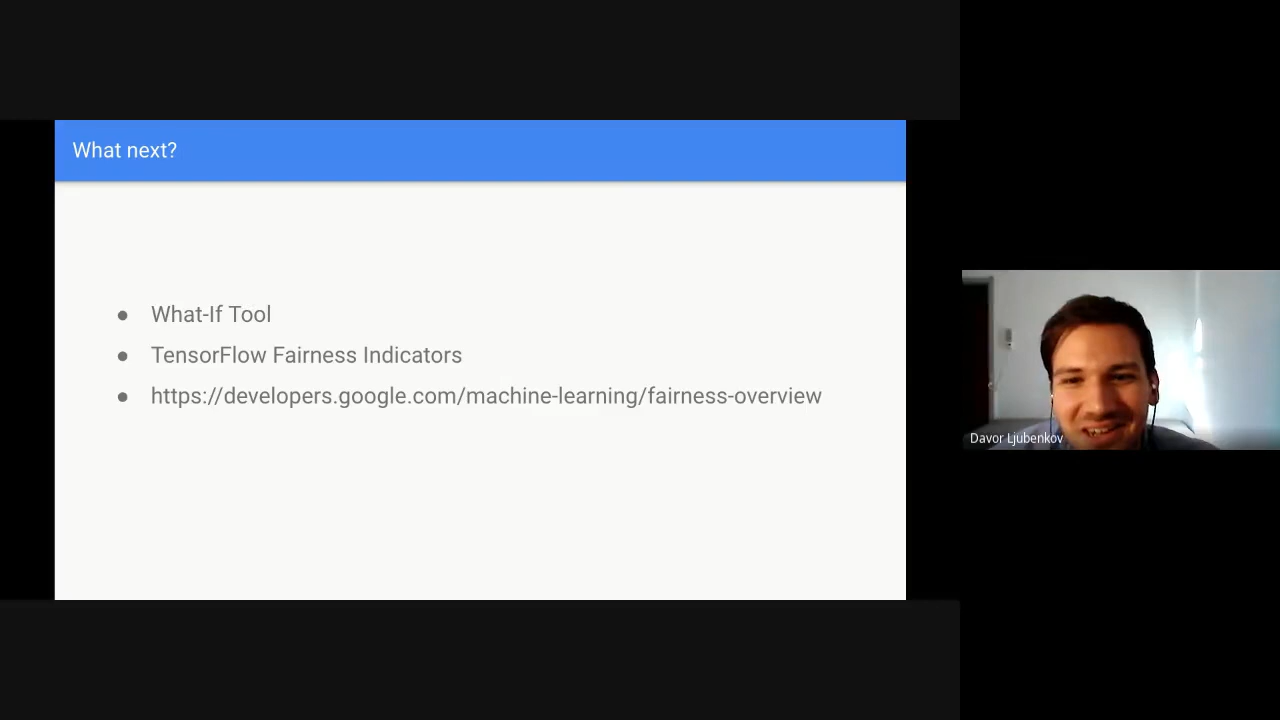 What next?
● What-If Tool
● TensorFlow Fairness Indicators
● https://developers.google.com/machine-learning/fairness-overview
Davor Ljubenkov